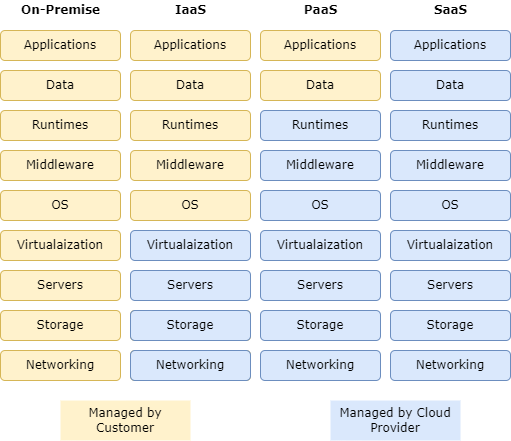 On-Premise IaaS PaaS SaaS
Applications Applications Applications Applications
Data Data Data Data
Runtimes Runtimes Runtimes Runtimes
Middleware Middleware Middleware Middleware
OS OS OS OS
Virtualaization Virtualaization Virtualaization Virtualaization
Servers Servers Servers Servers
Storage Storage Storage Storage
Networking Networking Networking Networking
Managed by
Customer
Managed by Cloud
Provider